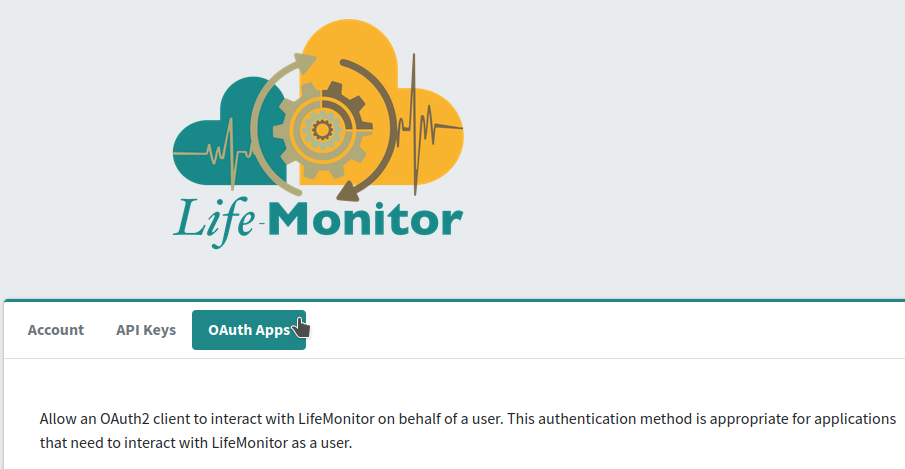 Life-Monitor
Account API Keys OAuth Apps
Allow an OAuth2 client to interact with LifeMonitor on behalf of a user. This authentication method is appropriate for applications
that need to interact with LifeMonitor as a user.